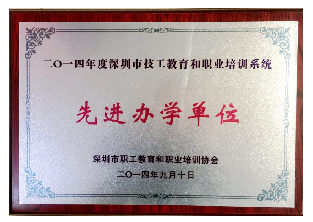 二〇一四年度深圳市技工教育和职业培训系统
先进办学单位
深圳市职工教育和职业培训协会
二〇一四年九月十日